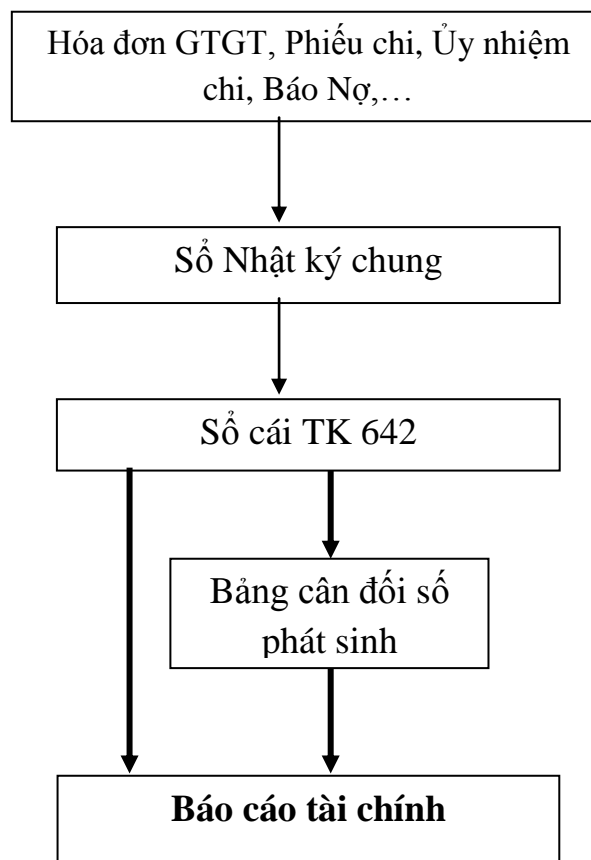 Hóa đơn GTGT, Phiếu chi, Ủy nhiệm
chi, Báo Nợ,…
Sổ Nhật ký chung
Sổ cái TK 642
Bảng cân đối số
phát sinh
Báo cáo tài chính